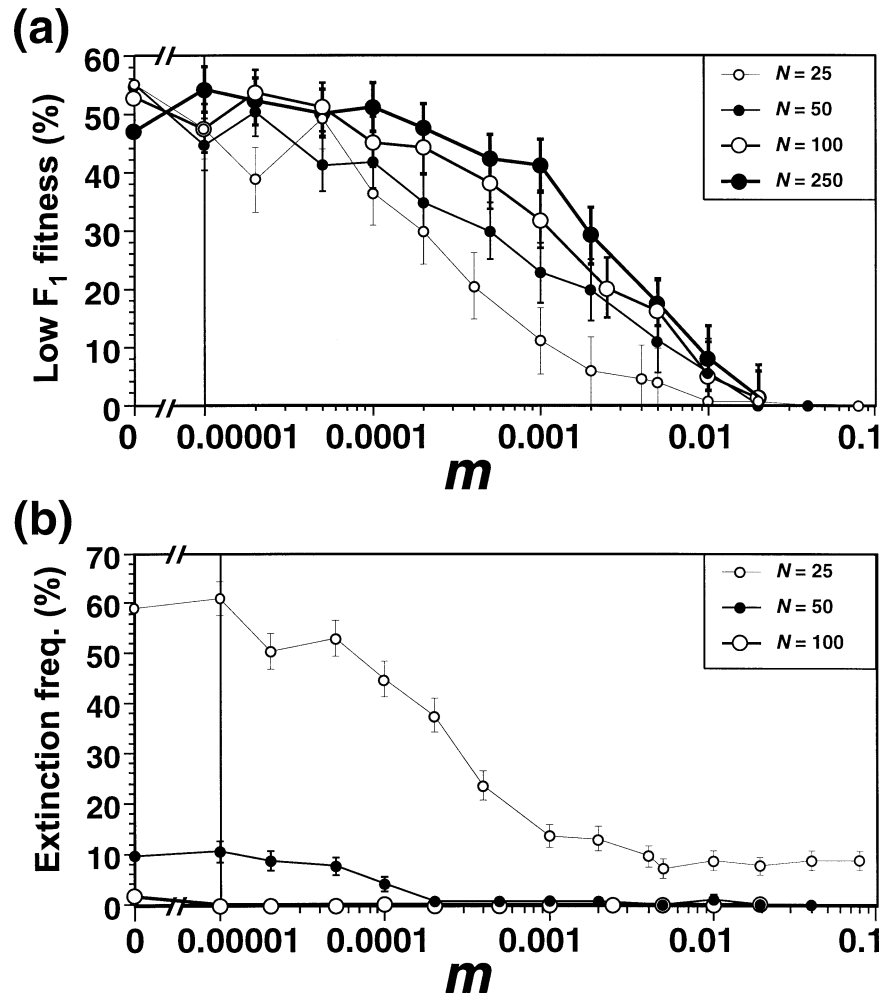 (a)
Low F1 fitness (%)
60
50
40
30
20
10
0
N = 25
N = 50
N = 100
N = 250
0 0.00001 0.0001 0.001 0.01 0.1
m
(b)
Extinction freq. (%)
70
60
50
40
30
20
10
0
N = 25
N = 50
N = 100
0 0.00001 0.0001 0.001 0.01 0.1
m